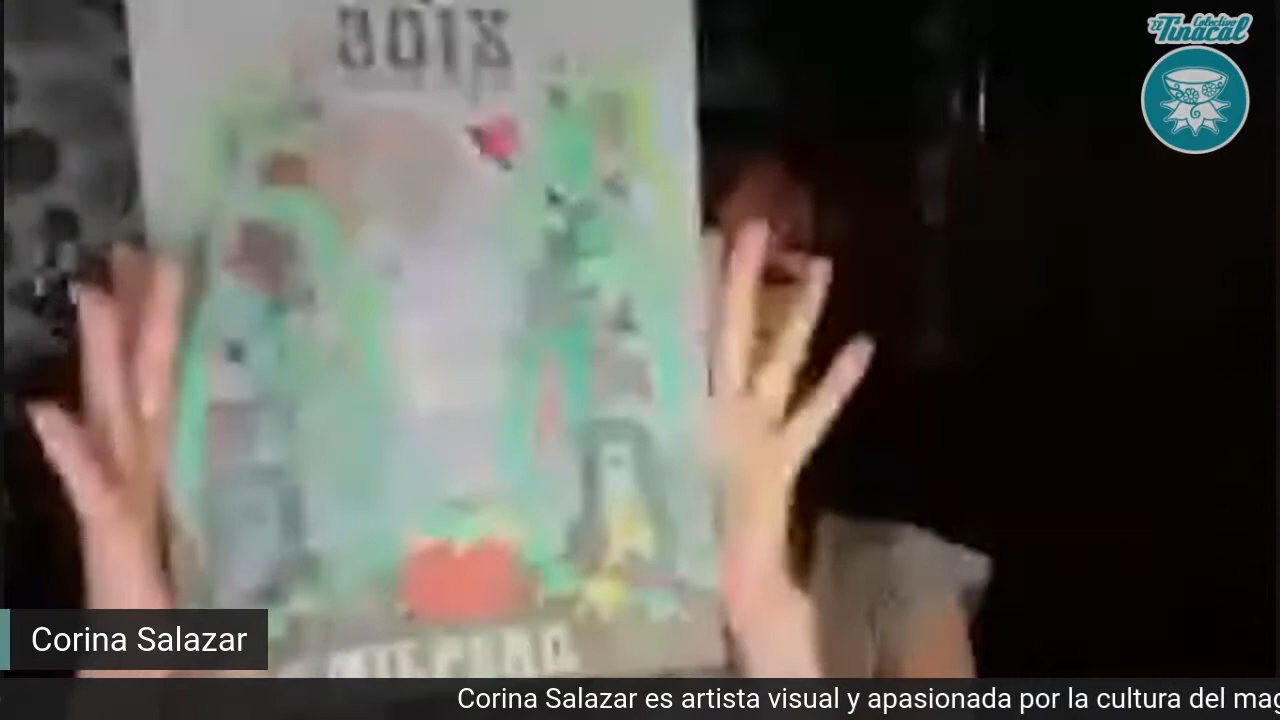 El Tinacal
Colectivo
Corina Salazar
Corina Salazar es artista visual y apasionada por la cultura del mag